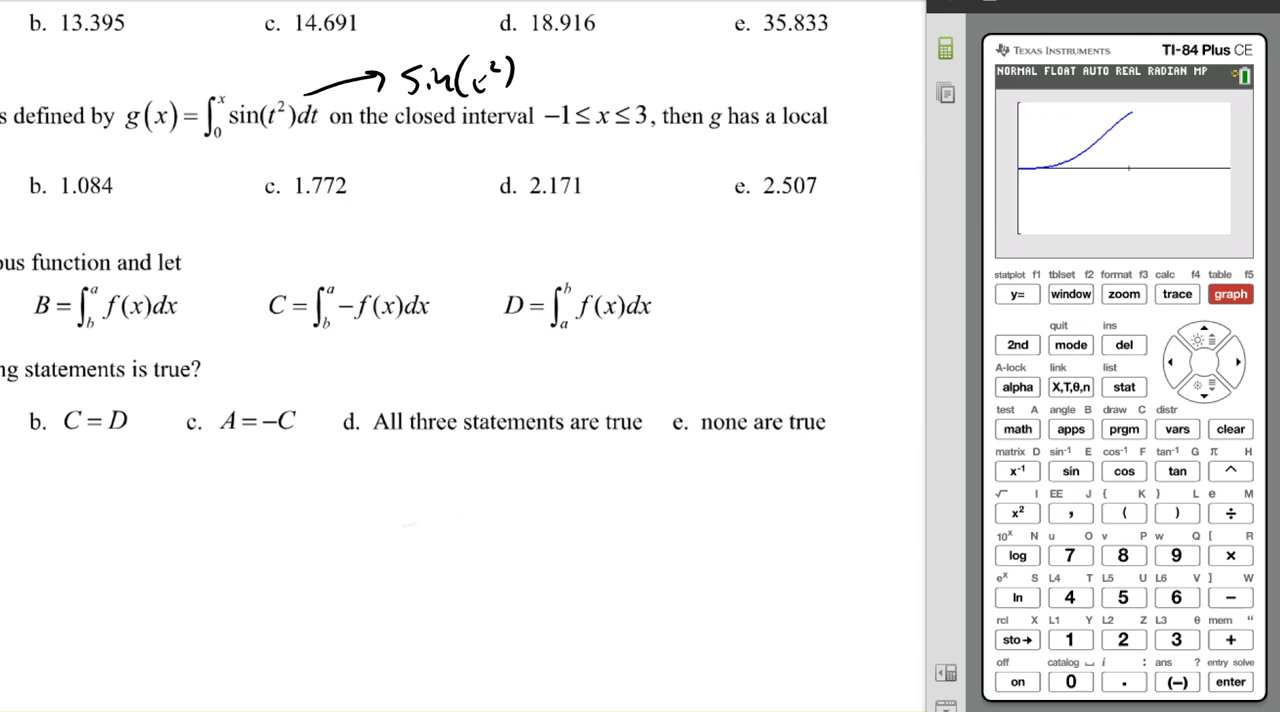 b. 13.395 c. 14.691 d. 18.916 e. 35.833
sin(t²)
s defined by g(x) = ∫₀ˣ sin(t²)dt on the closed interval −1 ≤ x ≤ 3, then g has a local
b. 1.084 c. 1.772 d. 2.171 e. 2.507
ous function and let
B = ∫_b^a f(x)dx C = ∫_b^a −f(x)dx D = ∫_a^b f(x)dx
ng statements is true?
b. C = D c. A = −C d. All three statements are true e. none are true
TEXAS INSTRUMENTS TI-84 Plus CE
NORMAL FLOAT AUTO REAL RADIAN MP
statplot f1 tblset f2 format f3 calc f4 table f5
y= window zoom trace graph
quit ins
2nd mode del
A-lock link list
alpha X,T,θ,n stat
test A angle B draw C distr
math apps prgm vars clear
matrix D sin⁻¹ E cos⁻¹ F tan⁻¹ G π H
x⁻¹ sin cos tan ^
√ I EE J { K } L e M
x² , ( ) ÷
10ˣ N u O v P w Q [ R
log 7 8 9 ×
eˣ S L4 T L5 U L6 V ] W
ln 4 5 6 −
rcl X L1 Y L2 Z L3 θ mem “
sto→ 1 2 3 +
off catalog ⎵ i : ans ? entry solve
on 0 . (−) enter